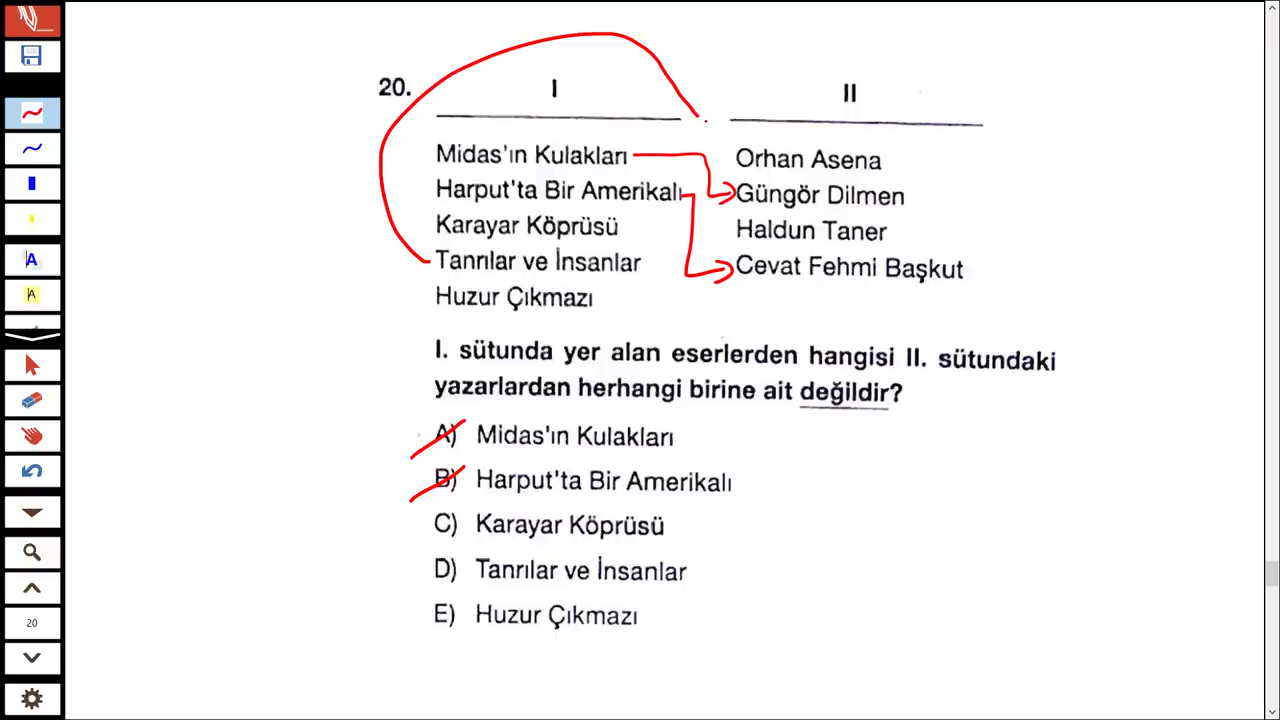 20. I II
Midas'ın Kulakları Orhan Asena
Harput'ta Bir Amerikalı Güngör Dilmen
Karayar Köprüsü Haldun Taner
Tanrılar ve İnsanlar Cevat Fehmi Başkut
Huzur Çıkmazı
I. sütunda yer alan eserlerden hangisi II. sütundaki
yazarlardan herhangi birine ait değildir?
A) Midas'ın Kulakları
B) Harput'ta Bir Amerikalı
C) Karayar Köprüsü
D) Tanrılar ve İnsanlar
E) Huzur Çıkmazı
A
A
20